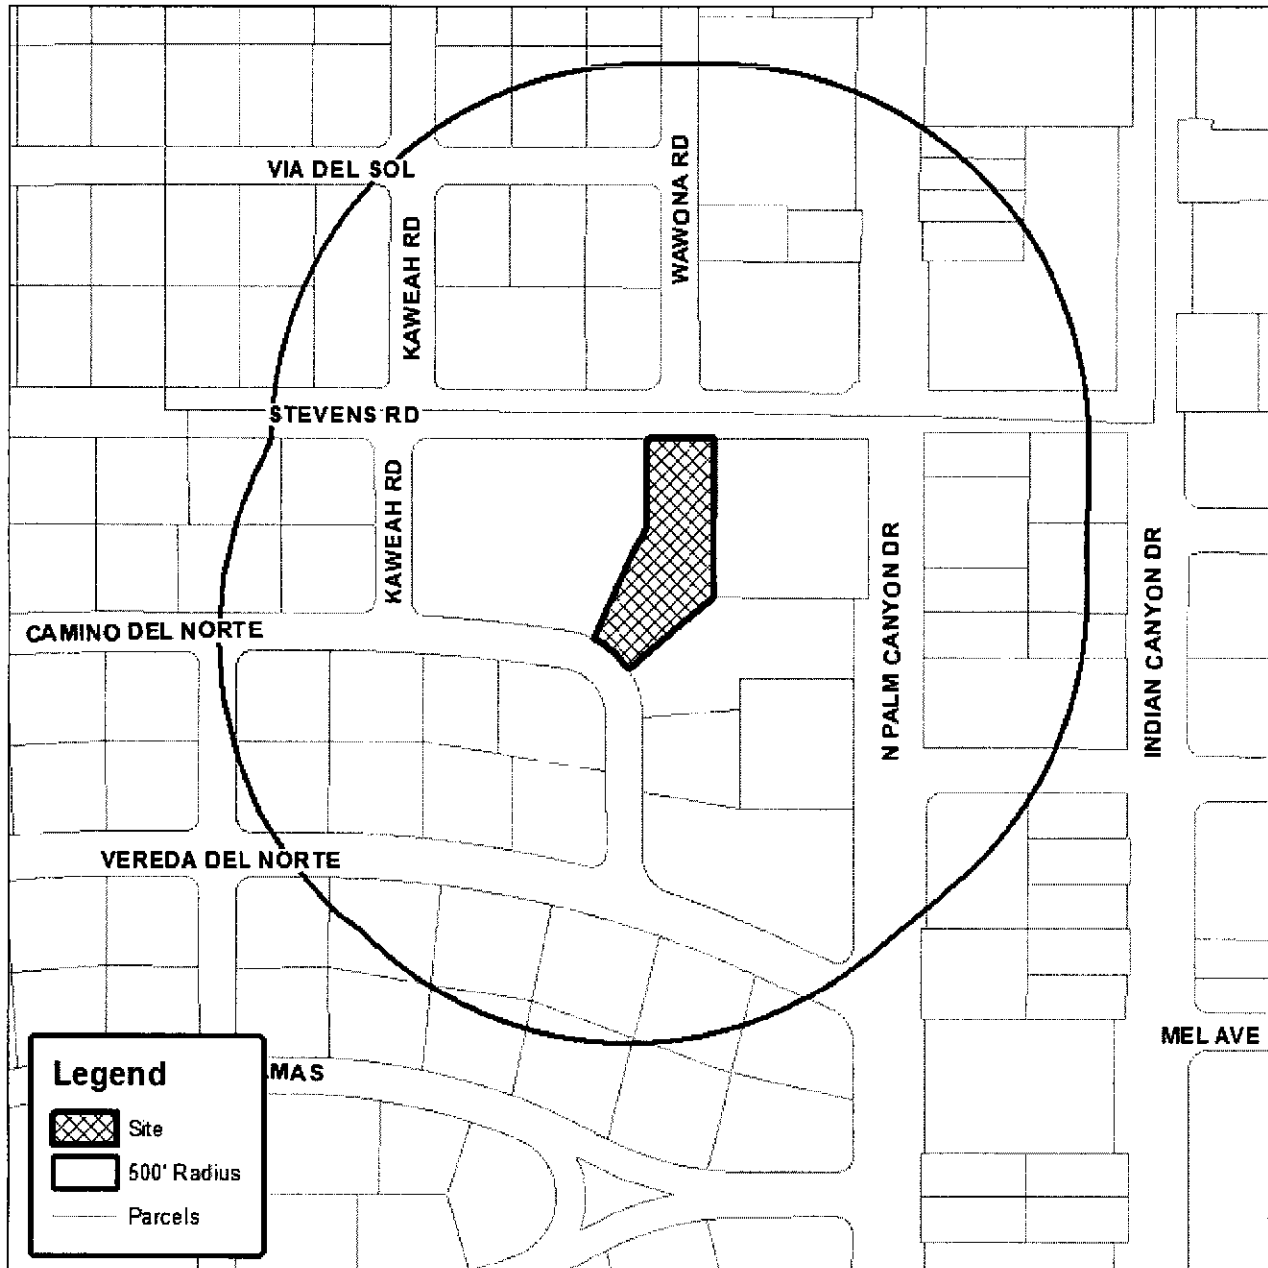 VIA DEL SOL
WAWONA RD
KAWEAH RD
STEVENS RD
KAWEAH RD
N PALM CANYON DR
INDIAN CANYON DR
CAMINO DEL NORTE
VEREDA DEL NORTE
MEL AVE
MAS
Legend
Site
500' Radius
Parcels